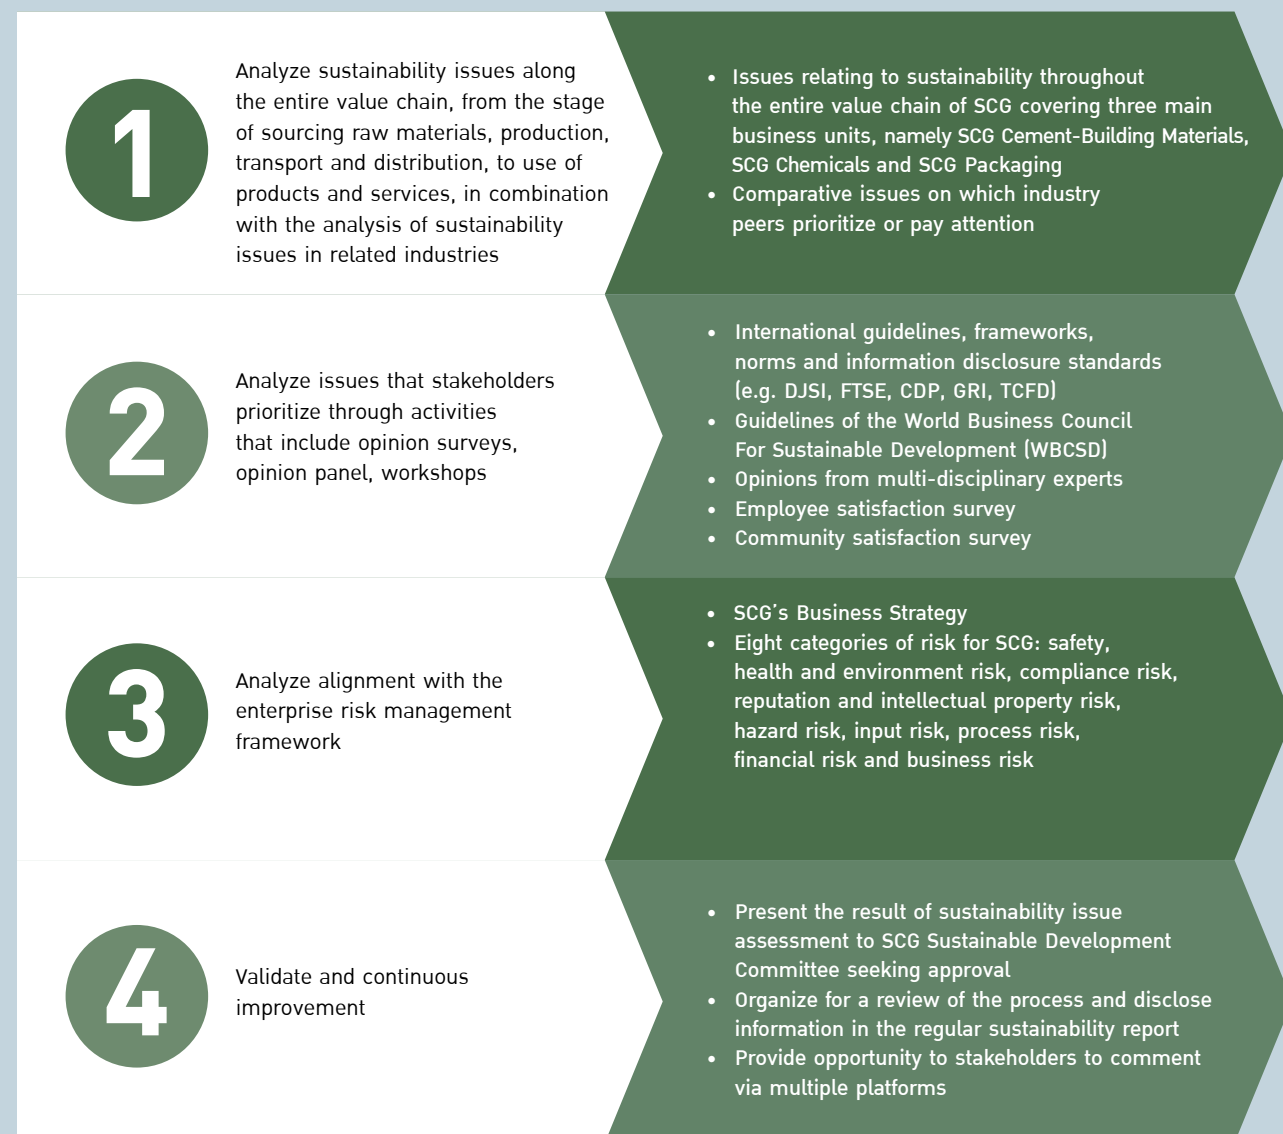 1
Analyze sustainability issues along
the entire value chain, from the stage
of sourcing raw materials, production,
transport and distribution, to use of
products and services, in combination
with the analysis of sustainability
issues in related industries
• Issues relating to sustainability throughout
the entire value chain of SCG covering three main
business units, namely SCG Cement-Building Materials,
SCG Chemicals and SCG Packaging
• Comparative issues on which industry
peers prioritize or pay attention
2
Analyze issues that stakeholders
prioritize through activities
that include opinion surveys,
opinion panel, workshops
• International guidelines, frameworks,
norms and information disclosure standards
(e.g. DJSI, FTSE, CDP, GRI, TCFD)
• Guidelines of the World Business Council
For Sustainable Development (WBCSD)
• Opinions from multi-disciplinary experts
• Employee satisfaction survey
• Community satisfaction survey
3
Analyze alignment with the
enterprise risk management
framework
• SCG's Business Strategy
• Eight categories of risk for SCG: safety,
health and environment risk, compliance risk,
reputation and intellectual property risk,
hazard risk, input risk, process risk,
financial risk and business risk
4
Validate and continuous
improvement
• Present the result of sustainability issue
assessment to SCG Sustainable Development
Committee seeking approval
• Organize for a review of the process and disclose
information in the regular sustainability report
• Provide opportunity to stakeholders to comment
via multiple platforms